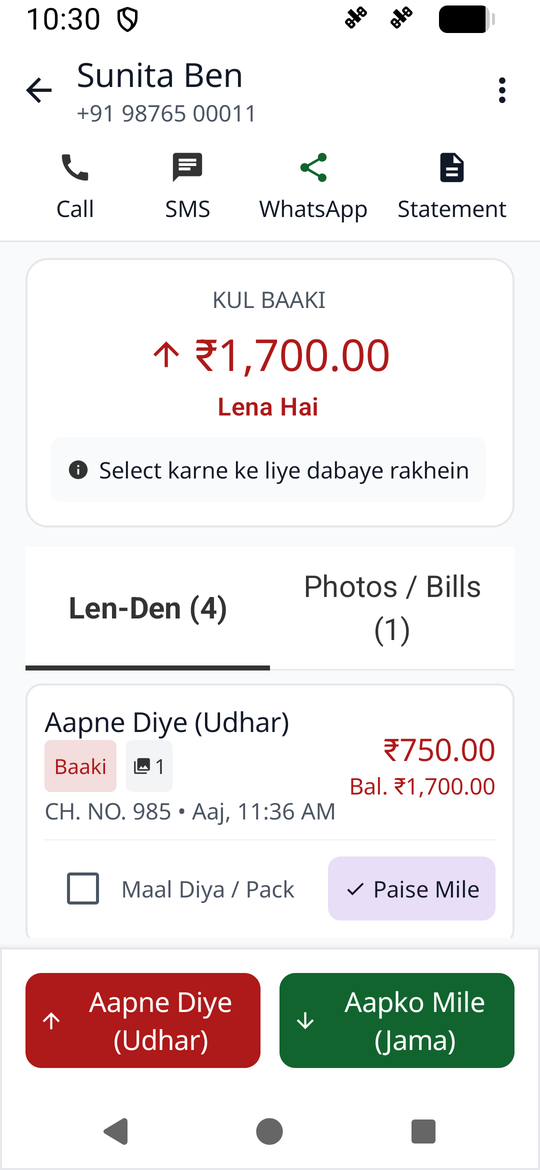 10:30
Sunita Ben
+91 98765 00011
Call
SMS
WhatsApp
Statement
KUL BAAKI
↑ ₹1,700.00
Lena Hai
Select karne ke liye dabaye rakhein
Len-Den (4)
Photos / Bills
(1)
Aapne Diye (Udhar)
₹750.00
Baaki
1
Bal. ₹1,700.00
CH. NO. 985 • Aaj, 11:36 AM
Maal Diya / Pack
✓ Paise Mile
↑ Aapne Diye
(Udhar)
↓ Aapko Mile
(Jama)